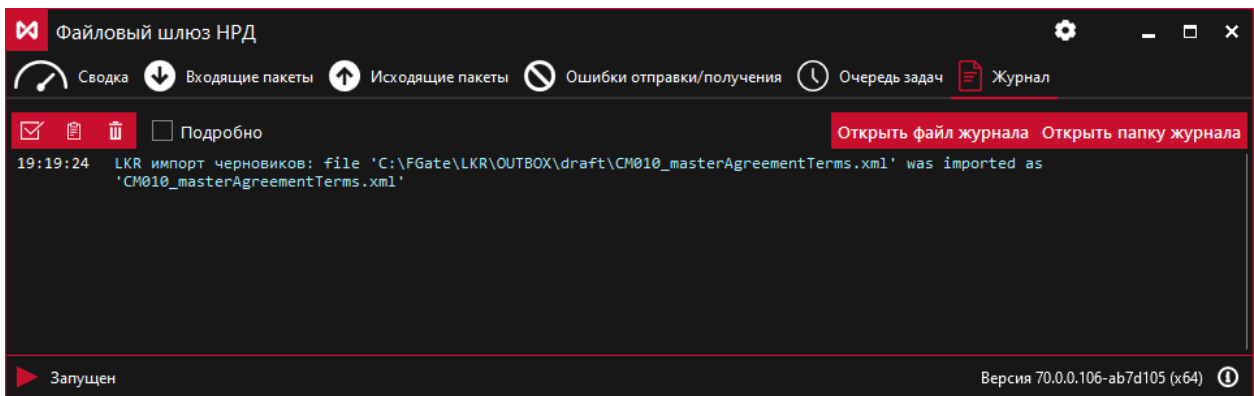 Файловый шлюз НРД
Сводка Входящие пакеты Исходящие пакеты Ошибки отправки/получения Очередь задач Журнал
Подробно Открыть файл журнала Открыть папку журнала
19:19:24 LKR импорт черновиков: file 'C:\FGate\LKR\OUTBOX\draft\CM010_masterAgreementTerms.xml' was imported as
'CM010_masterAgreementTerms.xml'
Запущен Версия 70.0.0.106-ab7d105 (x64)